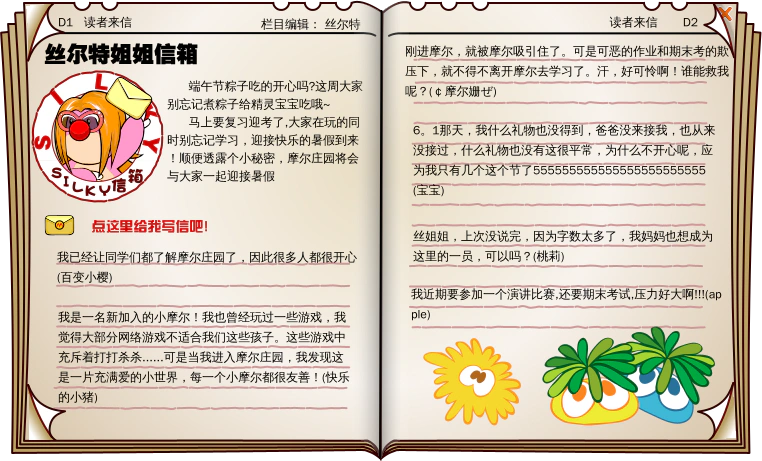 D1 读者来信
栏目编辑： 丝尔特
丝尔特姐姐信箱
SILKY
SILKY信箱
端午节粽子吃的开心吗?这周大家
别忘记煮粽子给精灵宝宝吃哦~
马上要复习迎考了,大家在玩的同
时别忘记学习，迎接快乐的暑假到来
！顺便透露个小秘密，摩尔庄园将会
与大家一起迎接暑假
点这里给我写信吧!
我已经让同学们都了解摩尔庄园了，因此很多人都很开心
(百变小樱)
我是一名新加入的小摩尔！我也曾经玩过一些游戏，我
觉得大部分网络游戏不适合我们这些孩子。这些游戏中
充斥着打打杀杀......可是当我进入摩尔庄园，我发现这
是一片充满爱的小世界，每一个小摩尔都很友善！(快乐
的小猪)
读者来信 D2
刚进摩尔，就被摩尔吸引住了。可是可恶的作业和期末考的欺
压下，就不得不离开摩尔去学习了。汗，好可怜啊！谁能救我
呢？(￠摩尔姗ぜ)
6。1那天，我什么礼物也没得到，爸爸没来接我，也从来
没接过，什么礼物也没有这很平常，为什么不开心呢，应
为我只有几个这个节了555555555555555555555555
(宝宝)
丝姐姐，上次没说完，因为字数太多了，我妈妈也想成为
这里的一员，可以吗？(桃莉)
我近期要参加一个演讲比赛,还要期末考试,压力好大啊!!!(ap
ple)